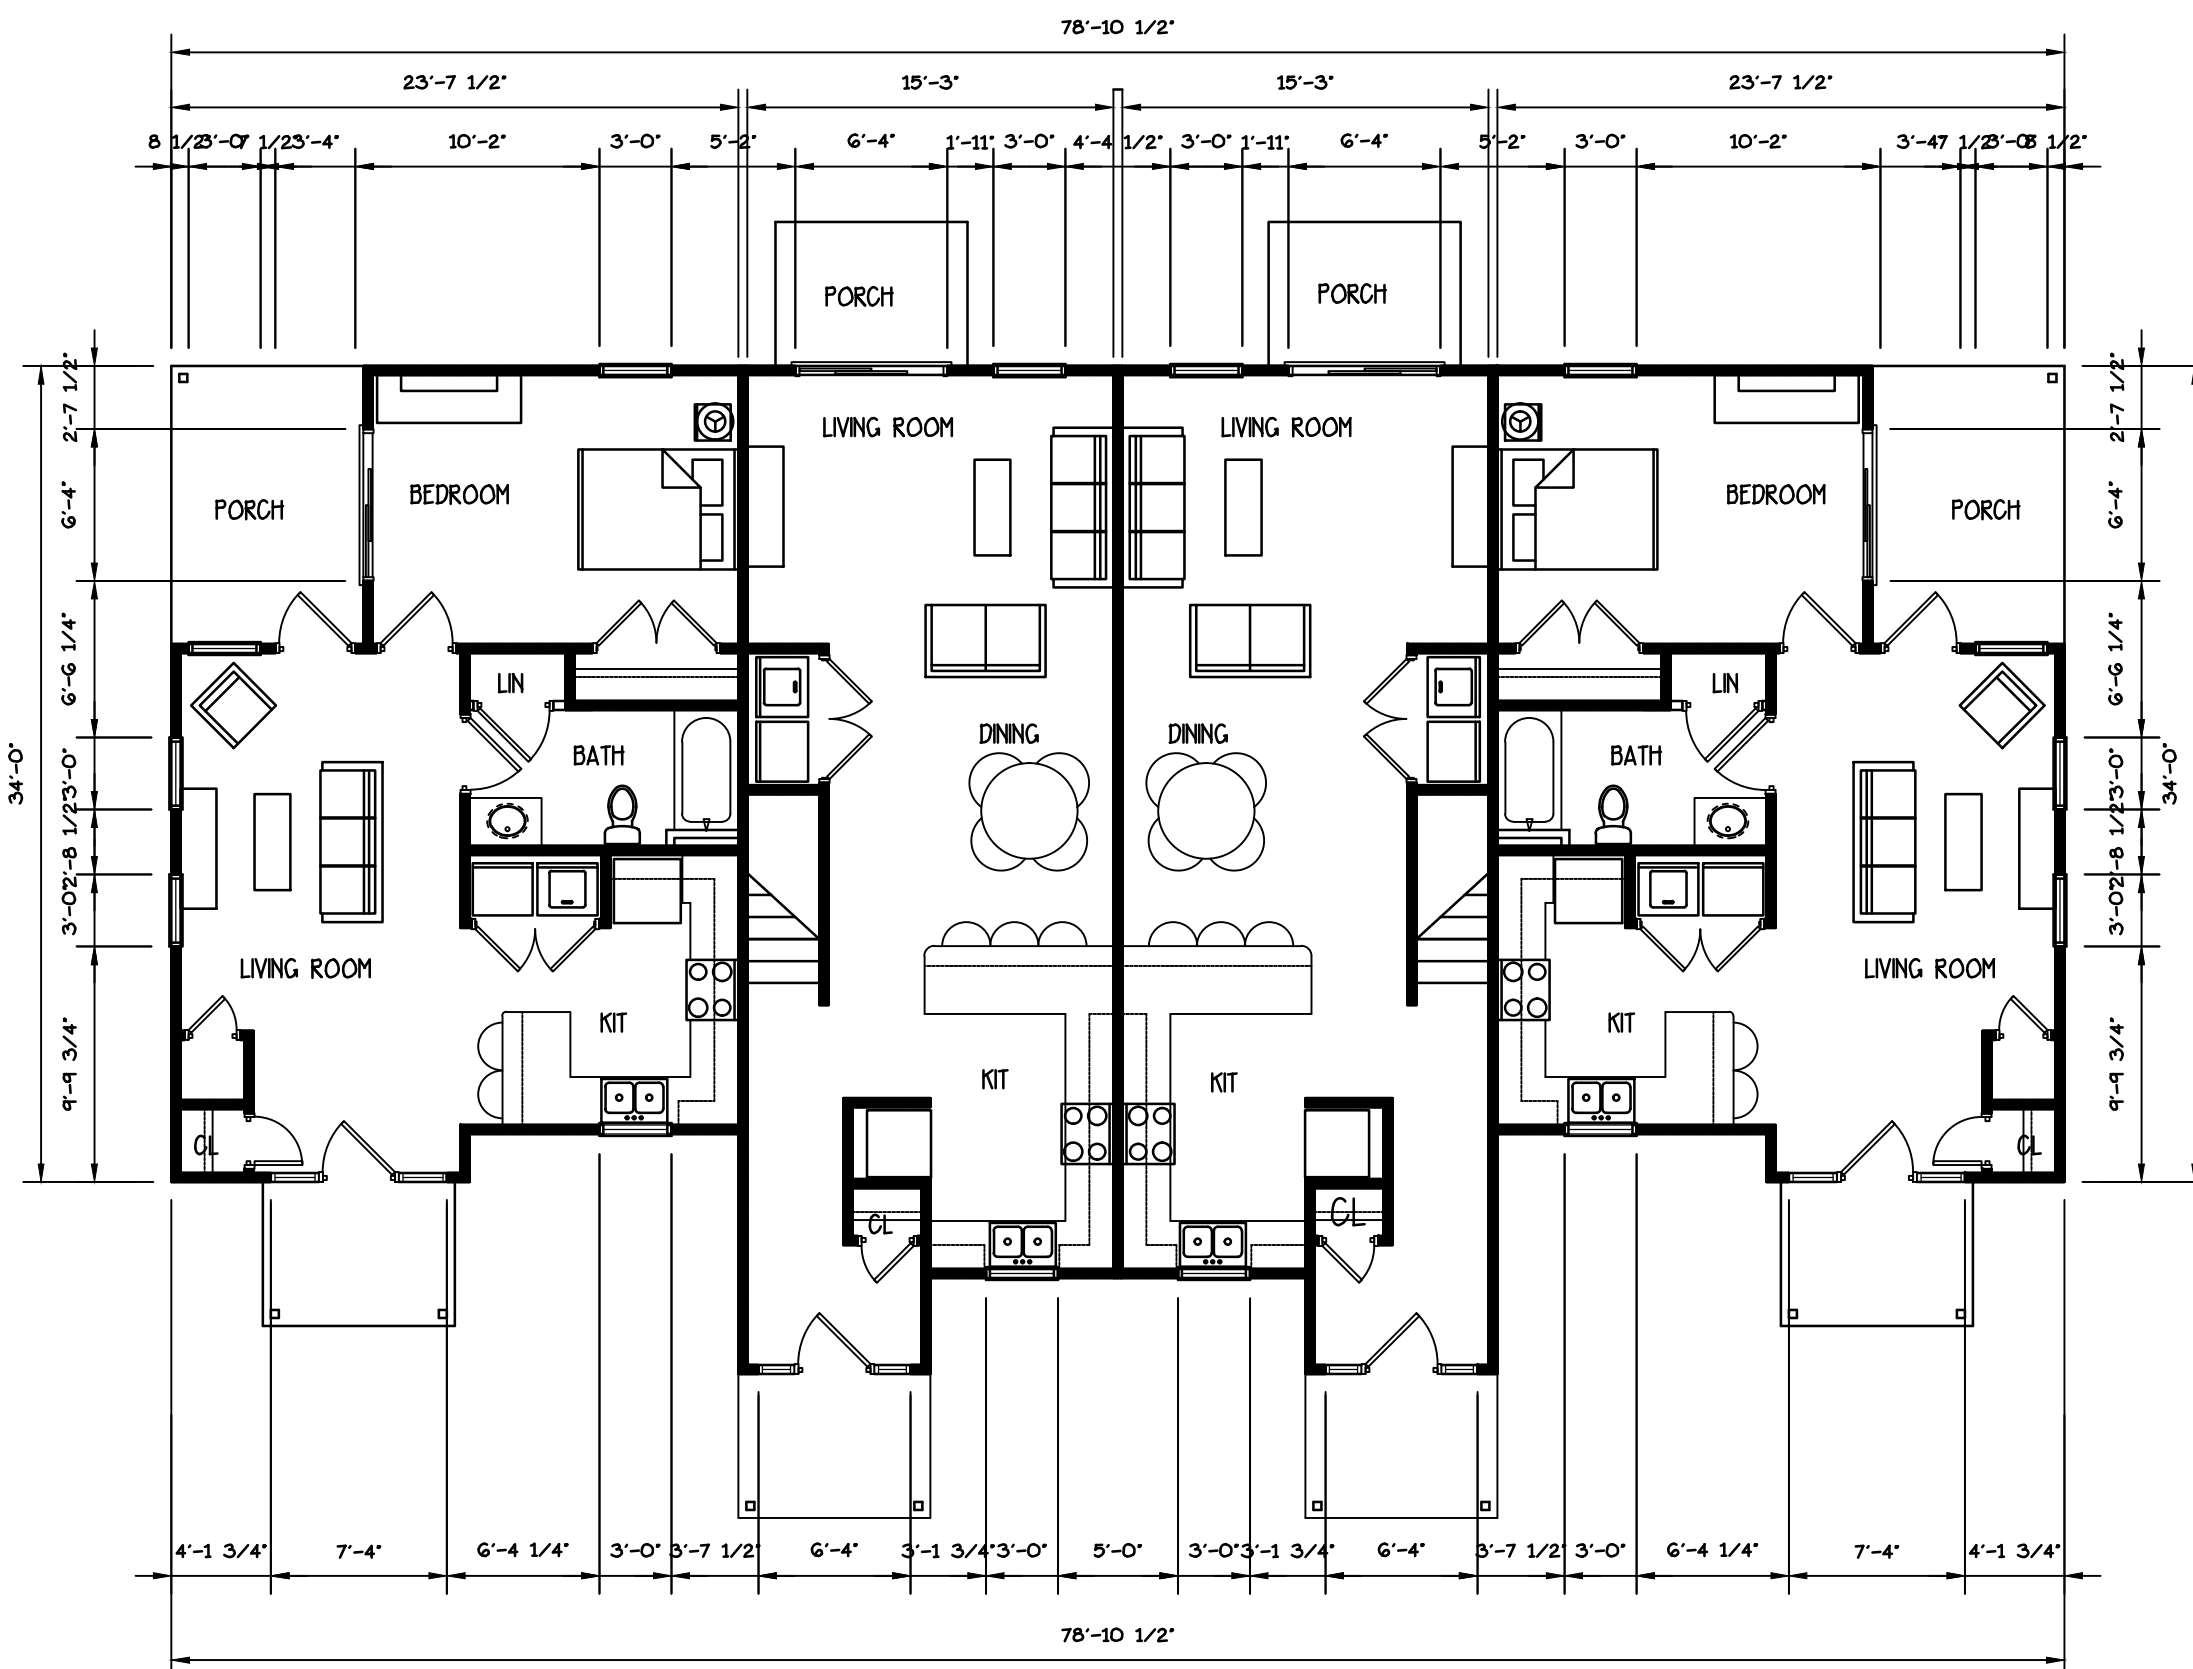 78'-10 1/2"
23'-7 1/2" 15'-3" 15'-3" 23'-7 1/2"
8 1/2" 3'-0" 7 1/2" 3'-4" 10'-2" 3'-0" 5'-2" 6'-4" 1'-11" 3'-0" 4'-4 1/2" 3'-0" 1'-11" 6'-4" 5'-2" 3'-0" 10'-2" 3'-4" 7 1/2" 3'-0" 8 1/2"
PORCH PORCH
2'-7 1/2" 2'-7 1/2"
LIVING ROOM LIVING ROOM
6'-4" PORCH BEDROOM BEDROOM PORCH 6'-4"
6'-6 1/4" LIN LIN 6'-6 1/4"
DINING DINING
34'-0" 3'-0" BATH BATH 3'-0" 34'-0"
2'-8 1/2" 2'-8 1/2"
3'-0" 3'-0"
LIVING ROOM LIVING ROOM
KIT KIT
9'-9 3/4" KIT KIT 9'-9 3/4"
CL CL
CL CL
4'-1 3/4" 7'-4" 6'-4 1/4" 3'-0" 3'-7 1/2" 6'-4" 3'-1 3/4" 3'-0" 5'-0" 3'-0" 3'-1 3/4" 6'-4" 3'-7 1/2" 3'-0" 6'-4 1/4" 7'-4" 4'-1 3/4"
78'-10 1/2"